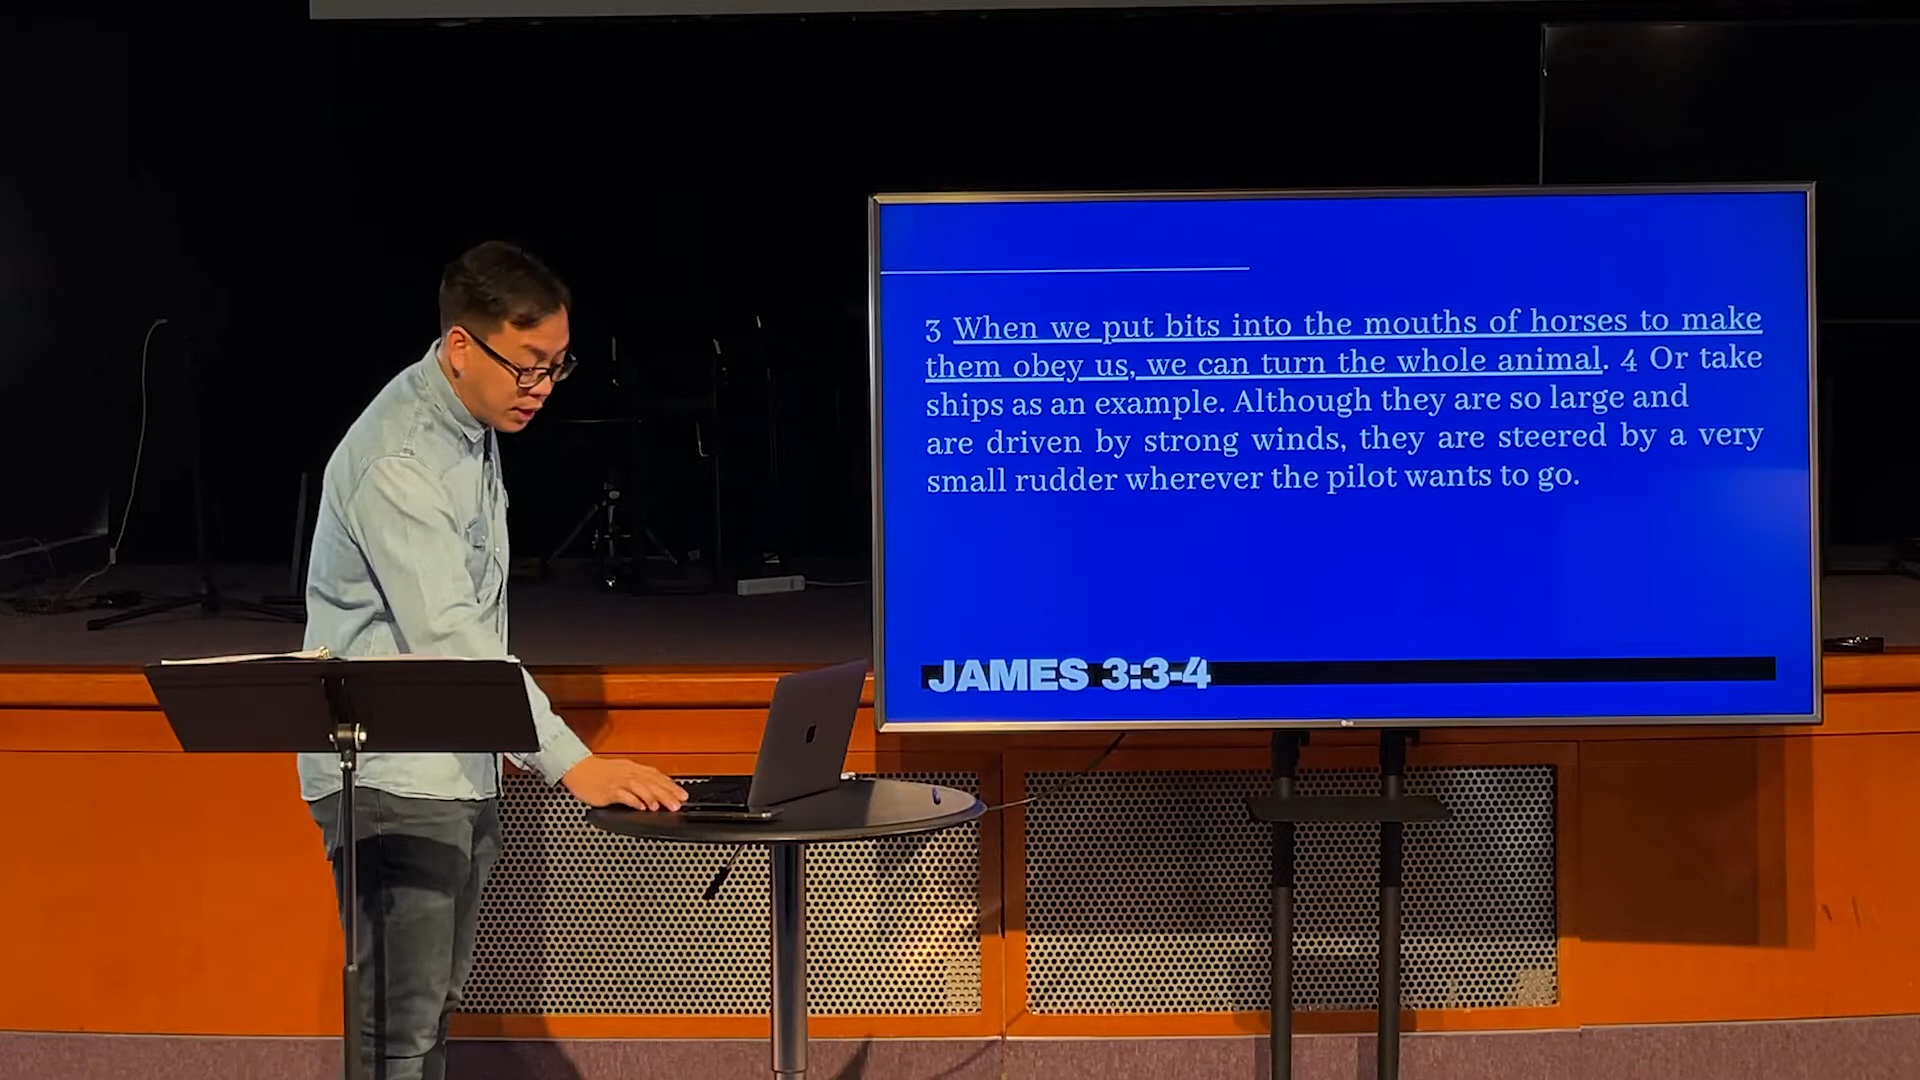 3 When we put bits into the mouths of horses to make
them obey us, we can turn the whole animal. 4 Or take
ships as an example. Although they are so large and
are driven by strong winds, they are steered by a very
small rudder wherever the pilot wants to go.
JAMES 3:3-4
LG